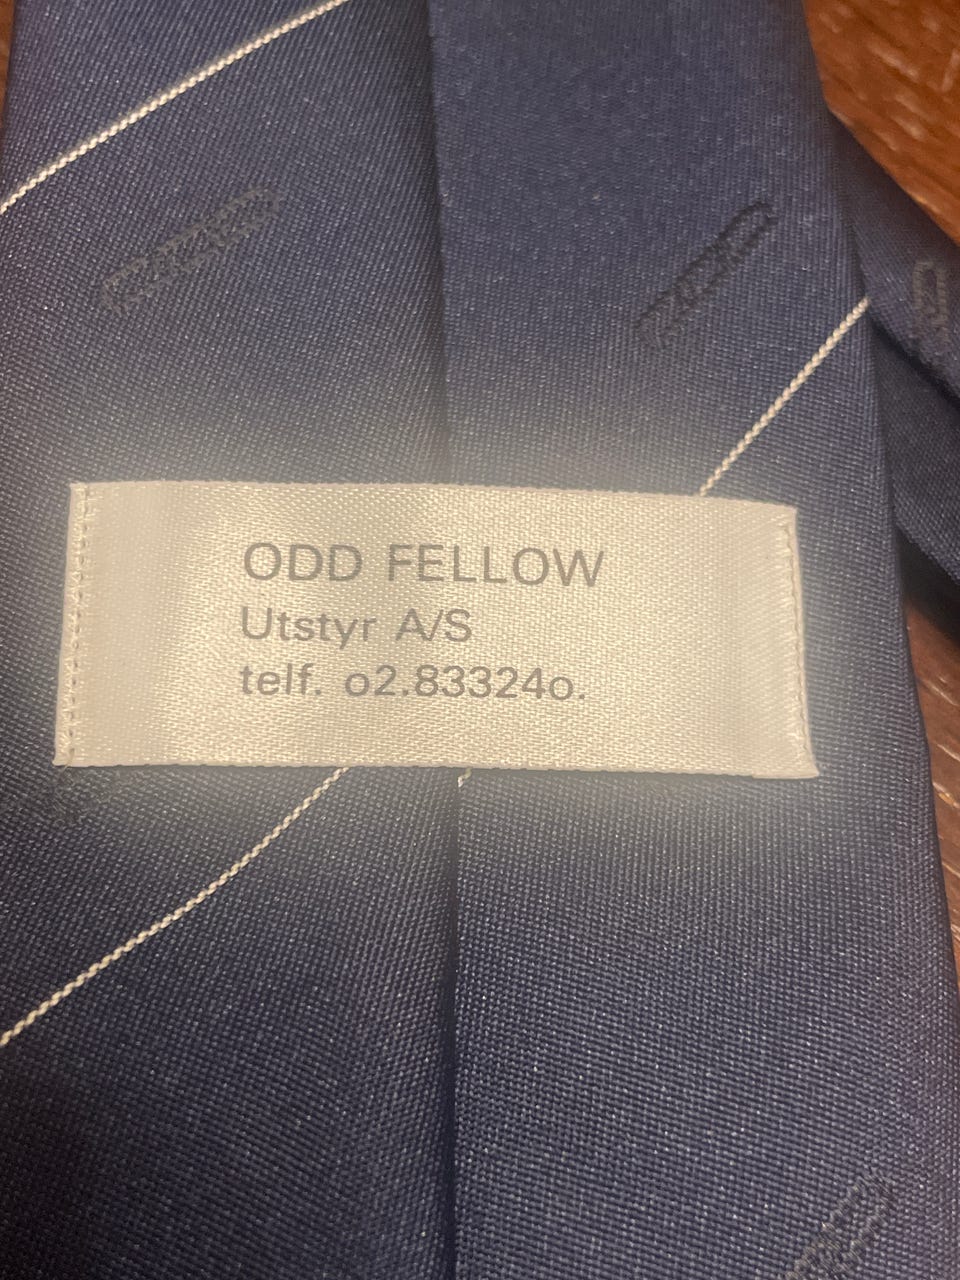 ODD FELLOW
Utstyr A/S
telf. o2.83324o.